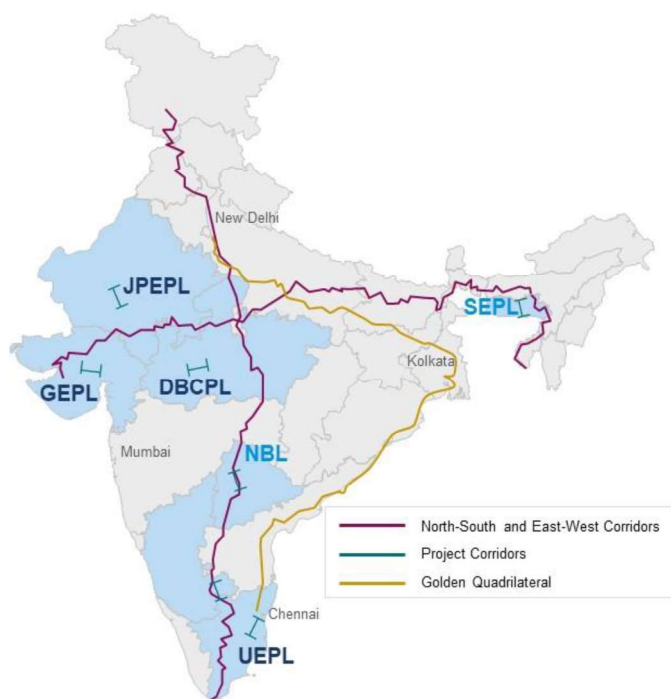 New Delhi
JPEPL
SEPL
Kolkata
GEPL
DBCPL
Mumbai
NBL
North-South and East-West Corridors
Project Corridors
Golden Quadrilateral
Chennai
UEPL